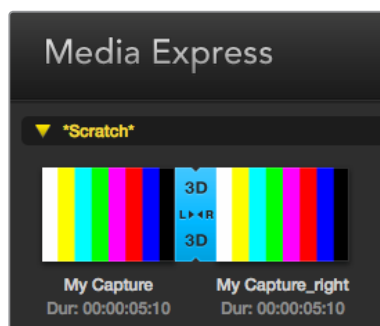 Media Express
*Scratch*
3D
L▶◀R
3D
My Capture
My Capture_right
Dur: 00:00:05:10
Dur: 00:00:05:10